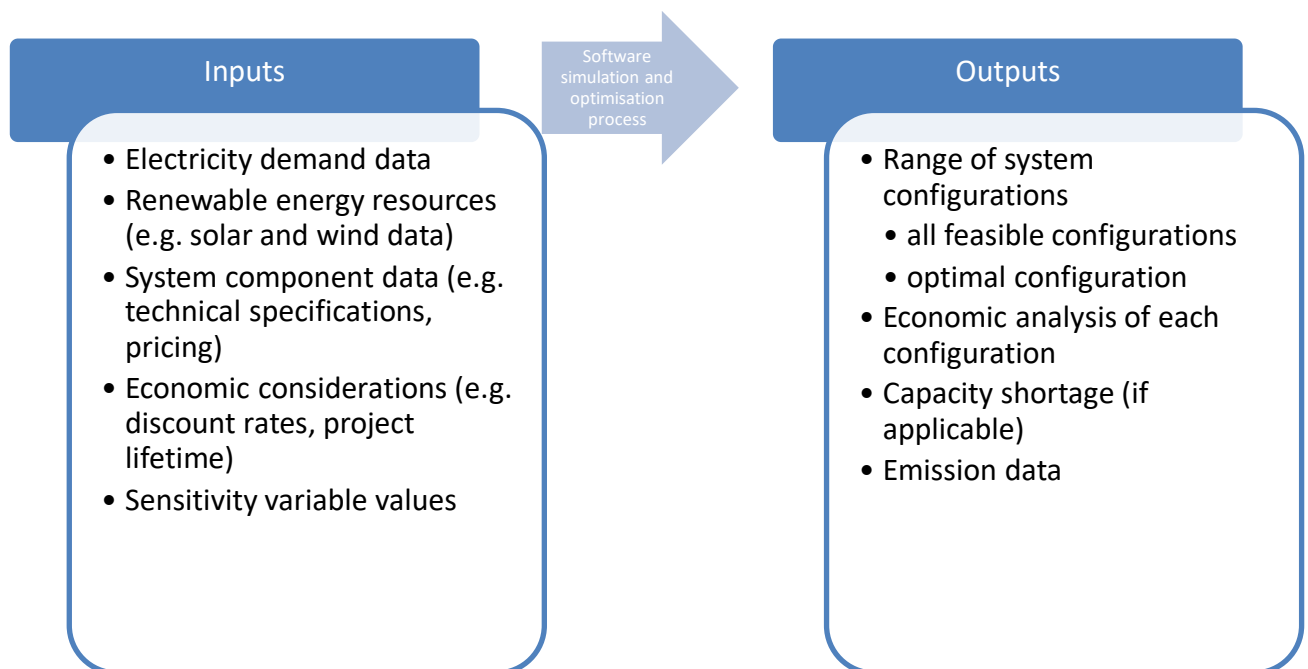 Inputs
• Electricity demand data
• Renewable energy resources
(e.g. solar and wind data)
• System component data (e.g.
technical specifications,
pricing)
• Economic considerations (e.g.
discount rates, project
lifetime)
• Sensitivity variable values
Software
simulation and
optimisation
process
Outputs
• Range of system
configurations
• all feasible configurations
• optimal configuration
• Economic analysis of each
configuration
• Capacity shortage (if
applicable)
• Emission data